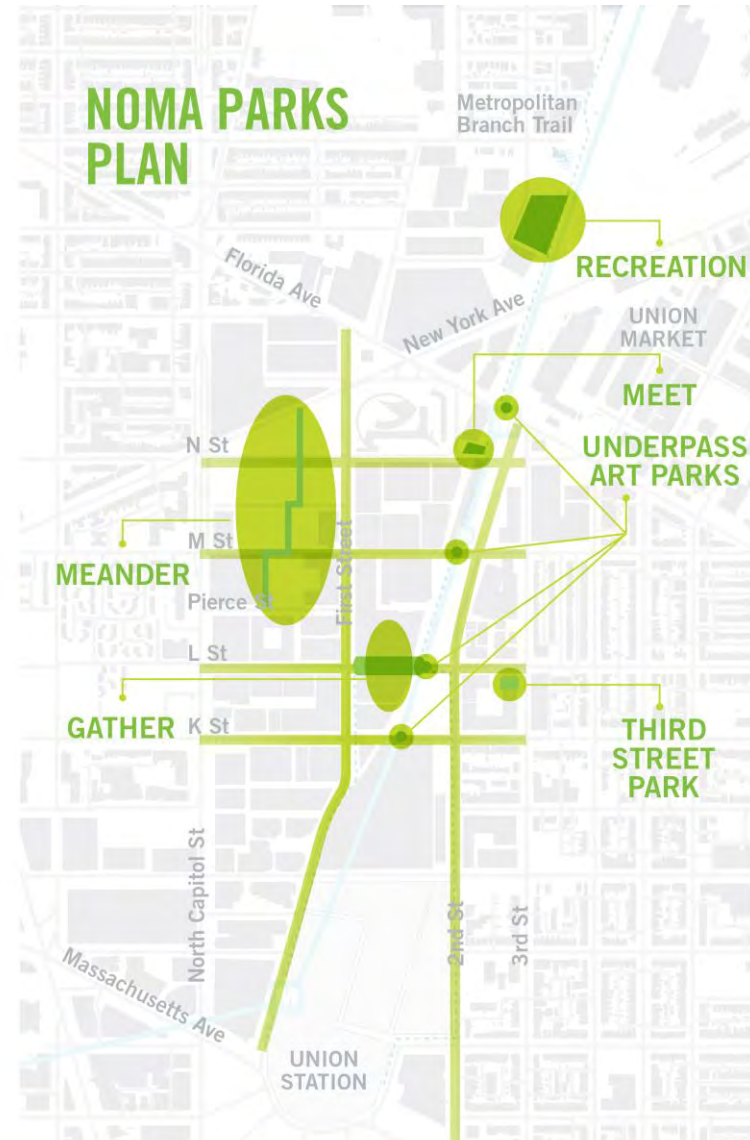 NOMA PARKS
PLAN
Metropolitan
Branch Trail
RECREATION
Florida Ave
New York Ave
UNION
MARKET
MEET
N St
UNDERPASS
ART PARKS
M St
First Street
MEANDER
Pierce St
L St
GATHER
K St
THIRD
STREET
PARK
North Capitol St
2nd St
3rd St
Massachusetts Ave
UNION
STATION